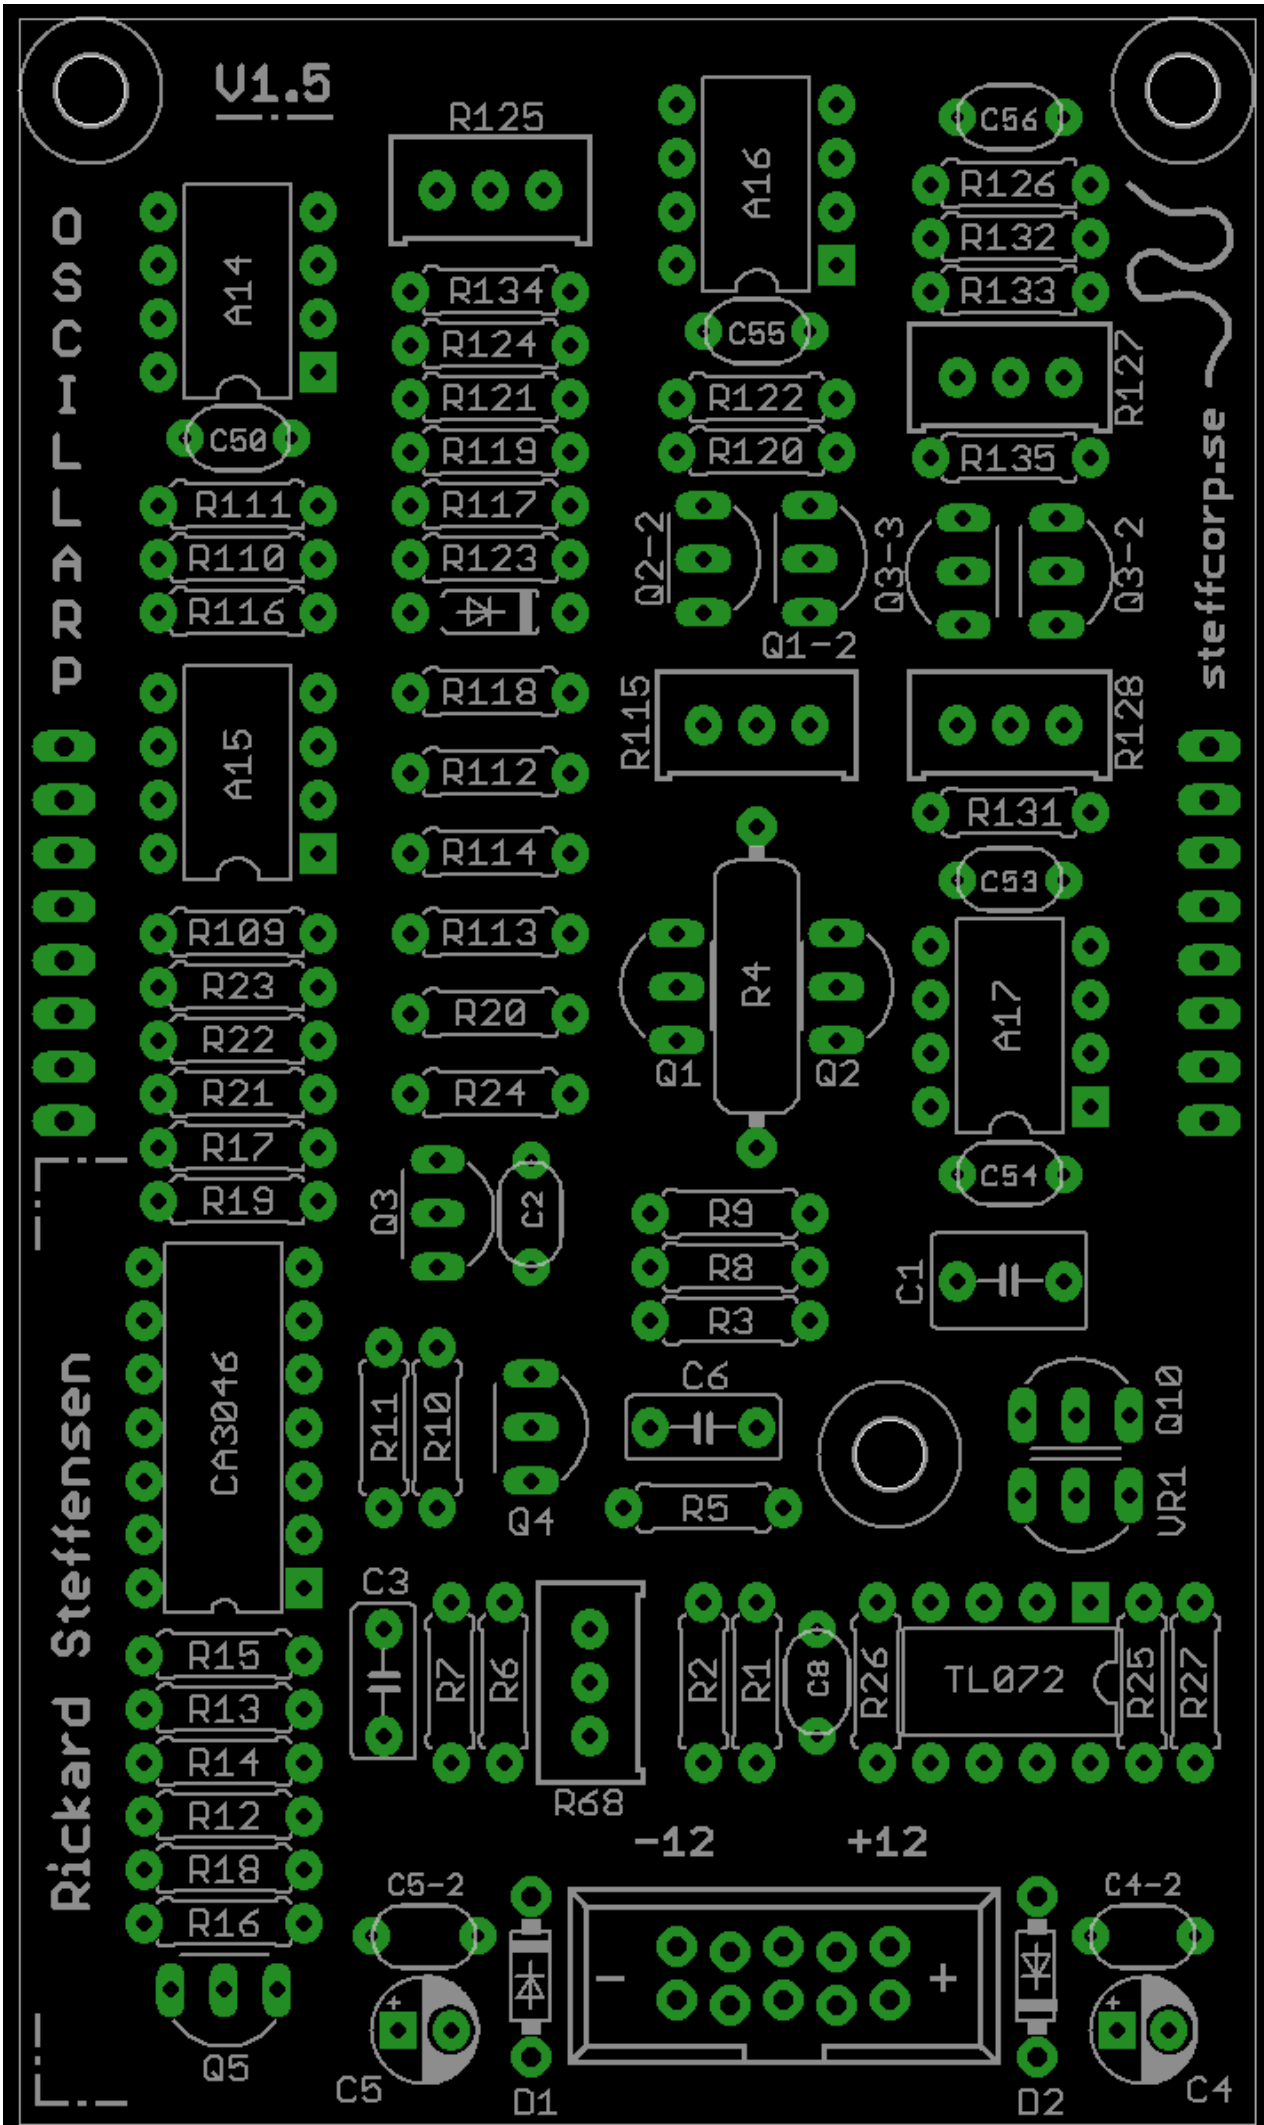 V1.5
R125
A16
C56
R126
R132
R133
OSCILLARP
A14
R134
R124
R121
R119
R117
R123
C55
R122
R120
R127
R135
steffcorp.se
C50
R111
R110
R116
Q2-2
Q1-2
Q3-3
Q3-2
A15
R118
R112
R114
R113
R20
R24
R115
R128
R131
C53
R4
Q1
Q2
A17
C54
R109
R23
R22
R21
R17
R19
Q3
C2
R9
R8
R3
C1
CA3046
R11
R10
Q4
C6
R5
Q10
VR1
Rickard Steffensen
C3
R7
R6
R68
R2
R1
C8
R26
TL072
R25
R27
R15
R13
R14
R12
R18
R16
-12
+12
C5-2
C4-2
-
+
+
+
Q5
C5
D1
D2
C4